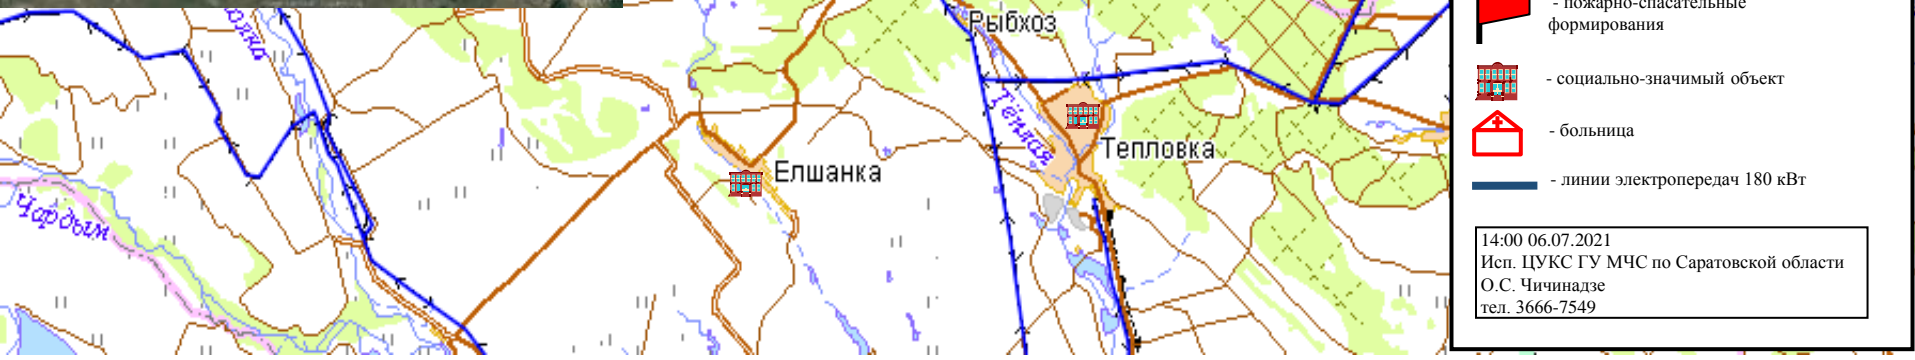 Рыбхоз
Тёплая
Тепловка
Елшанка
Чардым
- пожарно-спасательные
формирования
- социально-значимый объект
- больница
- линии электропередач 180 кВт
14:00 06.07.2021
Исп. ЦУКС ГУ МЧС по Саратовской области
О.С. Чичинадзе
тел. 3666-7549